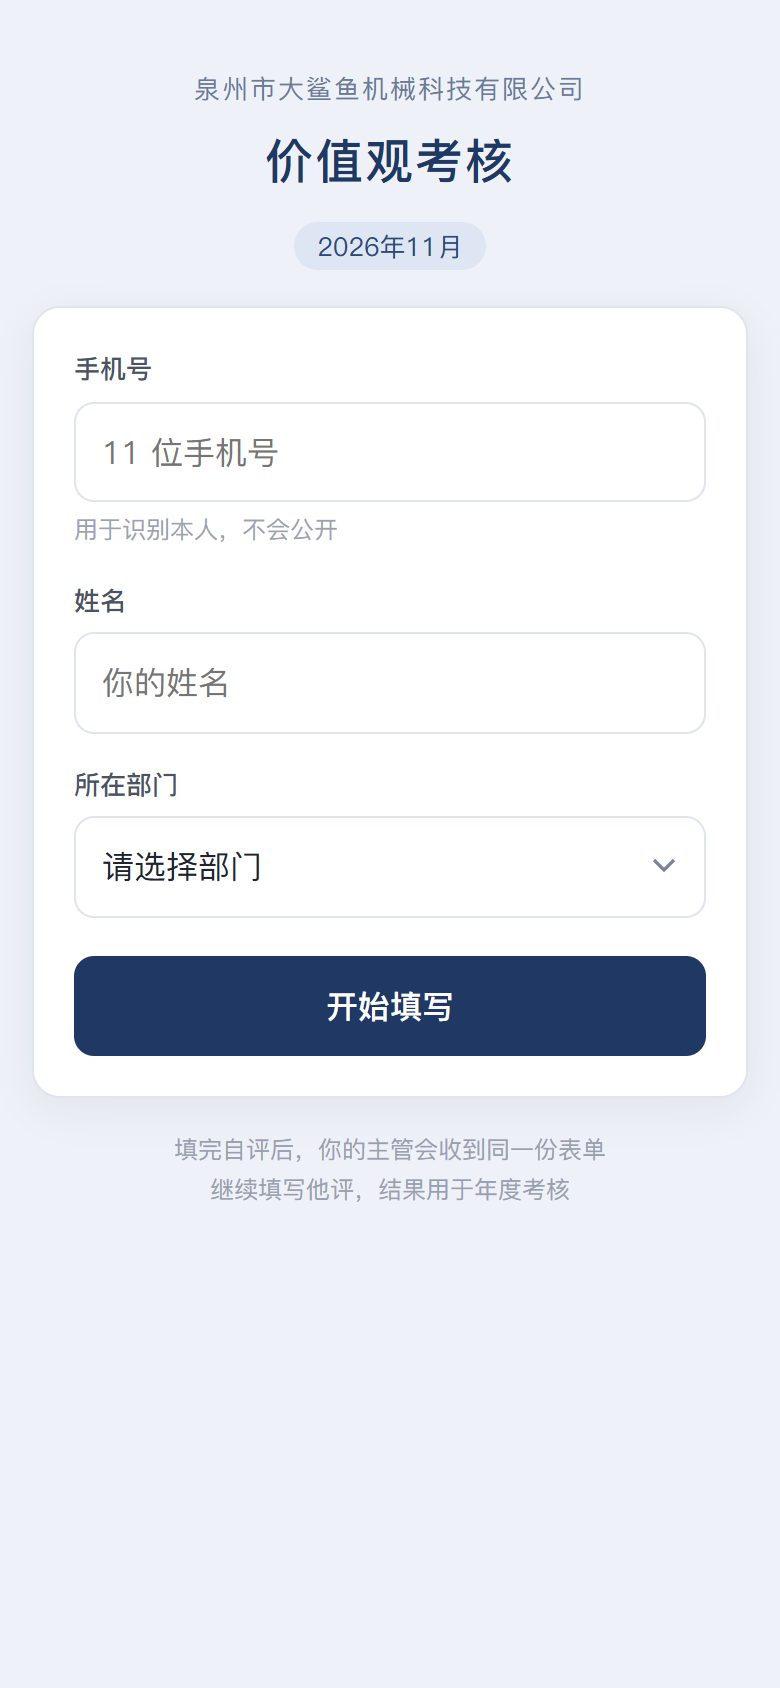 泉州市大鲨鱼机械科技有限公司
价值观考核
2026年11月
手机号
11 位手机号
用于识别本人，不会公开
姓名
你的姓名
所在部门
请选择部门
开始填写
填完自评后，你的主管会收到同一份表单
继续填写他评，结果用于年度考核